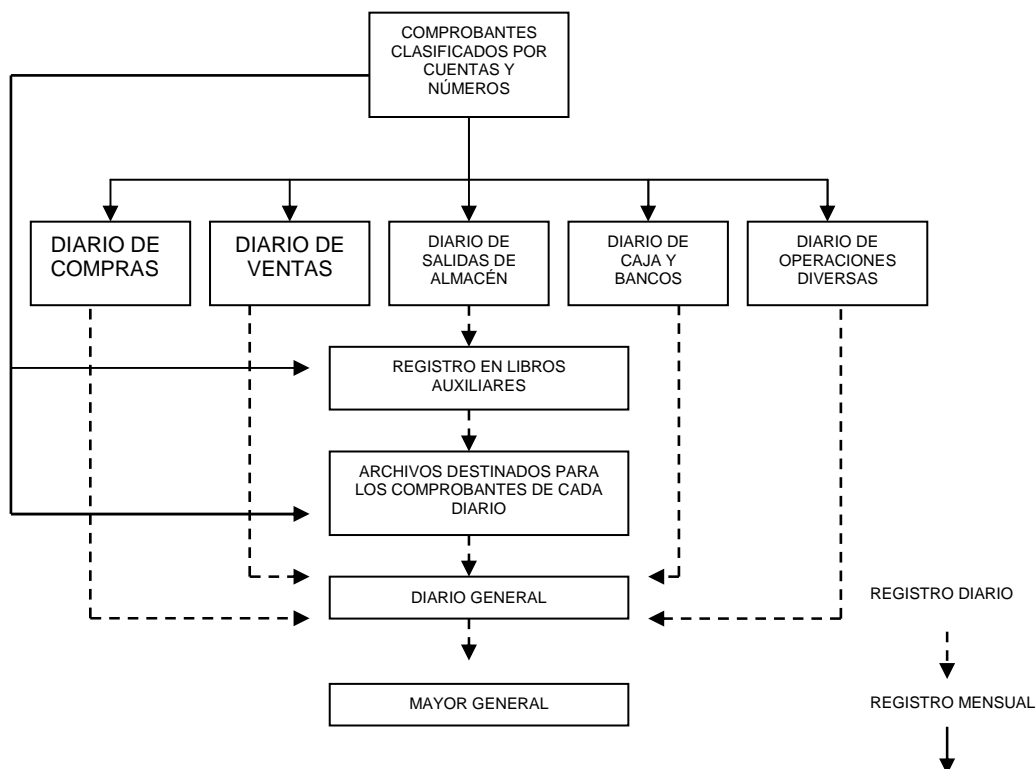 COMPROBANTES
CLASIFICADOS POR
CUENTAS Y
NÚMEROS
DIARIO DE
COMPRAS
DIARIO DE
VENTAS
DIARIO DE
SALIDAS DE
ALMACÉN
DIARIO DE
CAJA Y
BANCOS
DIARIO DE
OPERACIONES
DIVERSAS
REGISTRO EN LIBROS
AUXILIARES
ARCHIVOS DESTINADOS PARA
LOS COMPROBANTES DE CADA
DIARIO
DIARIO GENERAL
REGISTRO DIARIO
MAYOR GENERAL
REGISTRO MENSUAL